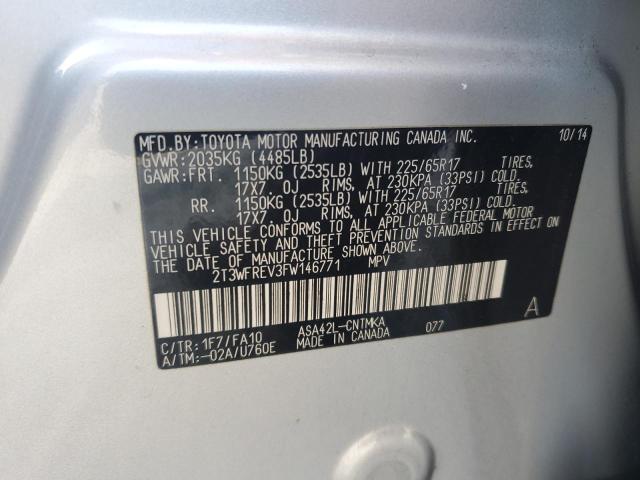 MFD.BY:TOYOTA MOTOR MANUFACTURING CANADA INC. 10/14
GVWR:2035KG (4485LB)
GAWR:FRT. 1150KG (2535LB) WITH 225/65R17 TIRES,
17X7. 0J RIMS, AT 230KPA (33PSI) COLD.
RR. 1150KG (2535LB) WITH 225/65R17 TIRES,
17X7. 0J RIMS, AT 230KPA (33PSI) COLD.
THIS VEHICLE CONFORMS TO ALL APPLICABLE FEDERAL MOTOR
VEHICLE SAFETY AND THEFT PREVENTION STANDARDS IN EFFECT ON
THE DATE OF MANUFACTURE SHOWN ABOVE.
2T3WFREV3FW146771 MPV
A
C/TR:1F7/FA10 ASA42L-CNTMKA 077
A/TM:-02A/U760E MADE IN CANADA